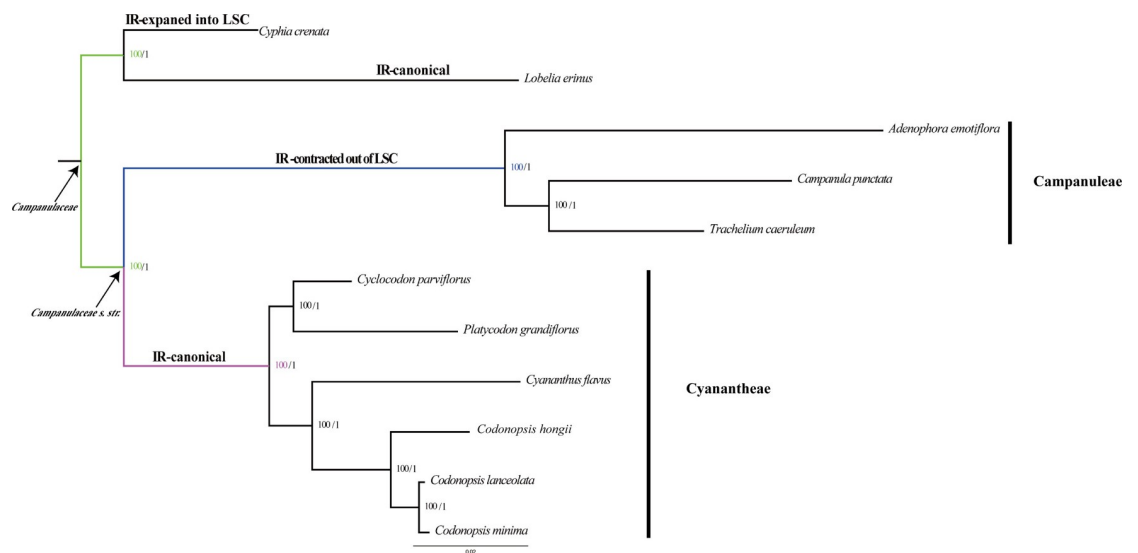 IR-expaned into LSC
Cyphia crenata
100/1
IR-canonical
Lobelia erinus
Adenophora emotiflora
IR-contracted out of LSC
100/1
Campanula punctata
Campanuleae
100/1
Campanulaceae
Trachelium caeruleum
100/1
Cyclocodon parviflorus
Campanulaceae s. str.
100/1
Platycodon grandiflorus
IR-canonical
100/1
Cyananthus flavus
Cyanantheae
100/1
Codonopsis hongii
100/1
Codonopsis lanceolata
100/1
Codonopsis minima